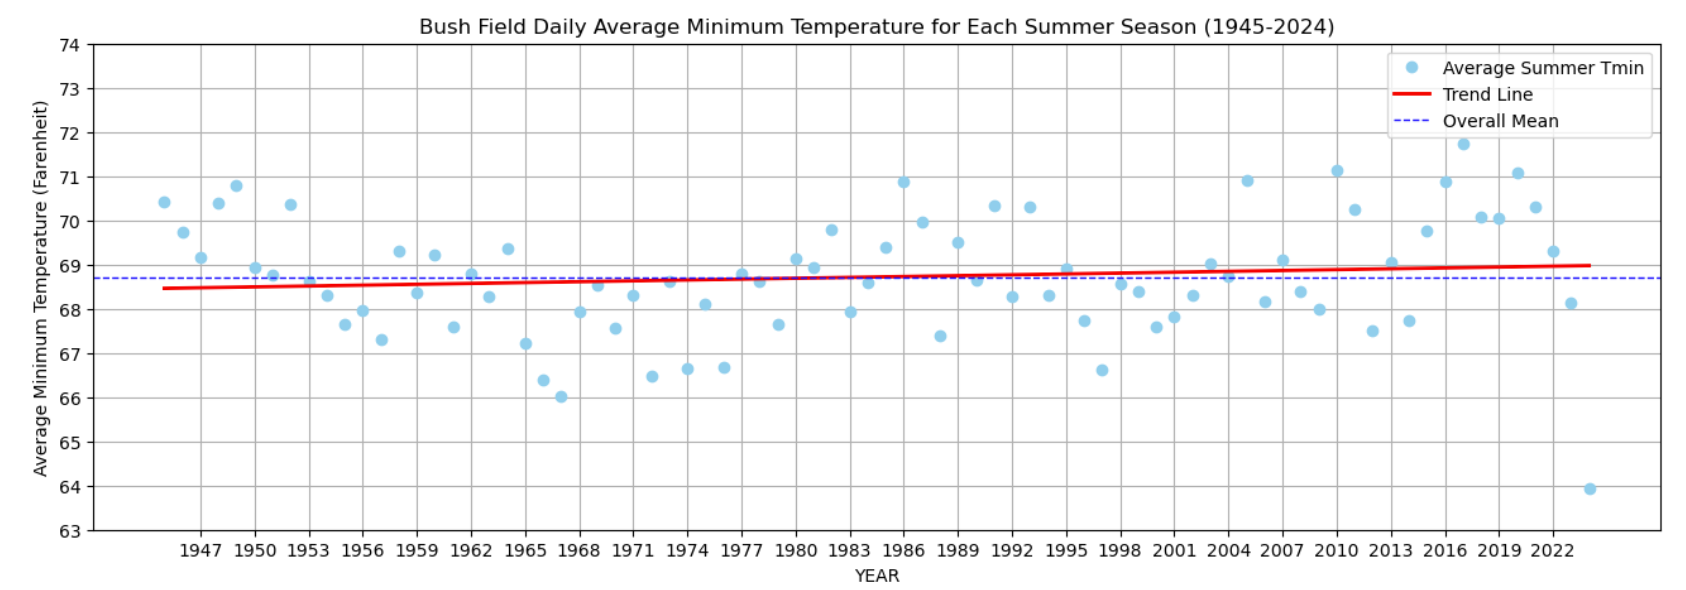 Bush Field Daily Average Minimum Temperature for Each Summer Season (1945-2024)
Average Minimum Temperature (Farenheit)
74
73
72
71
70
69
68
67
66
65
64
63
Average Summer Tmin
Trend Line
Overall Mean
1947 1950 1953 1956 1959 1962 1965 1968 1971 1974 1977 1980 1983 1986 1989 1992 1995 1998 2001 2004 2007 2010 2013 2016 2019 2022
YEAR